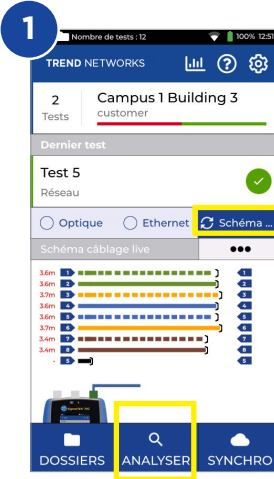 1
Nombre de tests : 12 100% 12:51
TREND NETWORKS
2 Campus 1 Building 3
Tests customer
Dernier test
Test 5
Réseau
Optique Ethernet Schéma ...
Schéma câblage live •••
3.6m 1 1
3.6m 2 2
3.7m 3 3
3.6m 4 4
3.6m 5 5
3.7m 6 6
3.4m 7 7
3.4m 8 8
- S S
DOSSIERS ANALYSER SYNCHRO